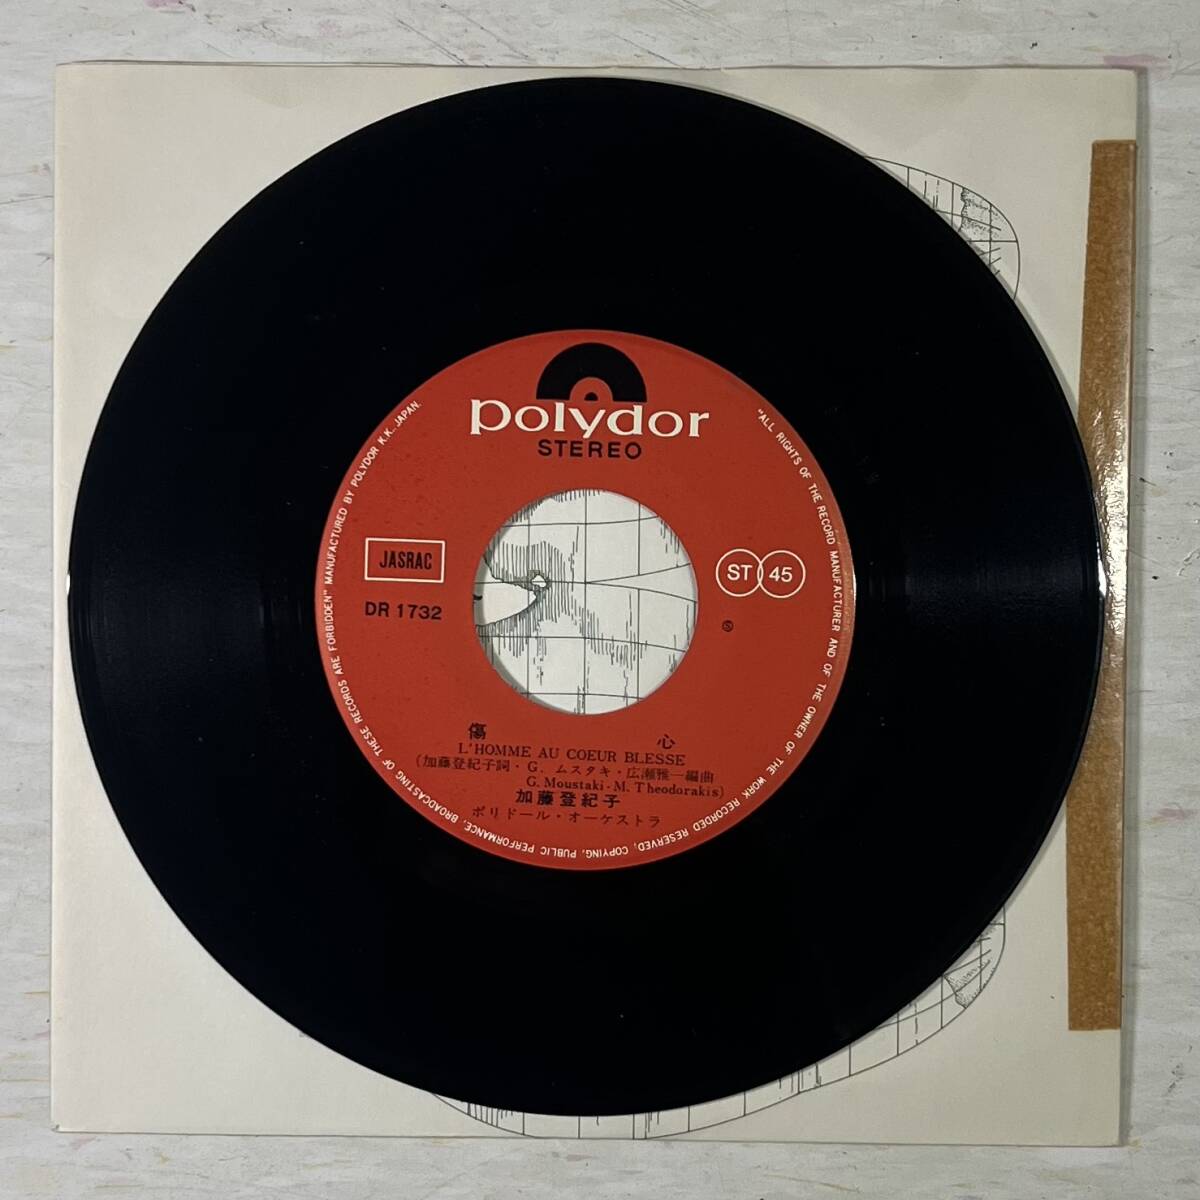 polydor
STEREO
JASRAC
DR 1732
ST 45
Ⓢ
傷 心
L'HOMME AU COEUR BLESSE
(加藤登紀子詞・G. ムスタキ・広瀬雅一編曲
G. Moustaki - M. Theodorakis)
加藤登紀子
ポリドール・オーケストラ
"ALL RIGHTS OF THE RECORD MANUFACTURER AND OF THE OWNER OF THE WORK RECORDED RESERVED, COPYING, PUBLIC PERFORMANCE, BROADCASTING OF THESE RECORDS ARE FORBIDDEN" MANUFACTURED BY POLYDOR K.K., JAPAN.